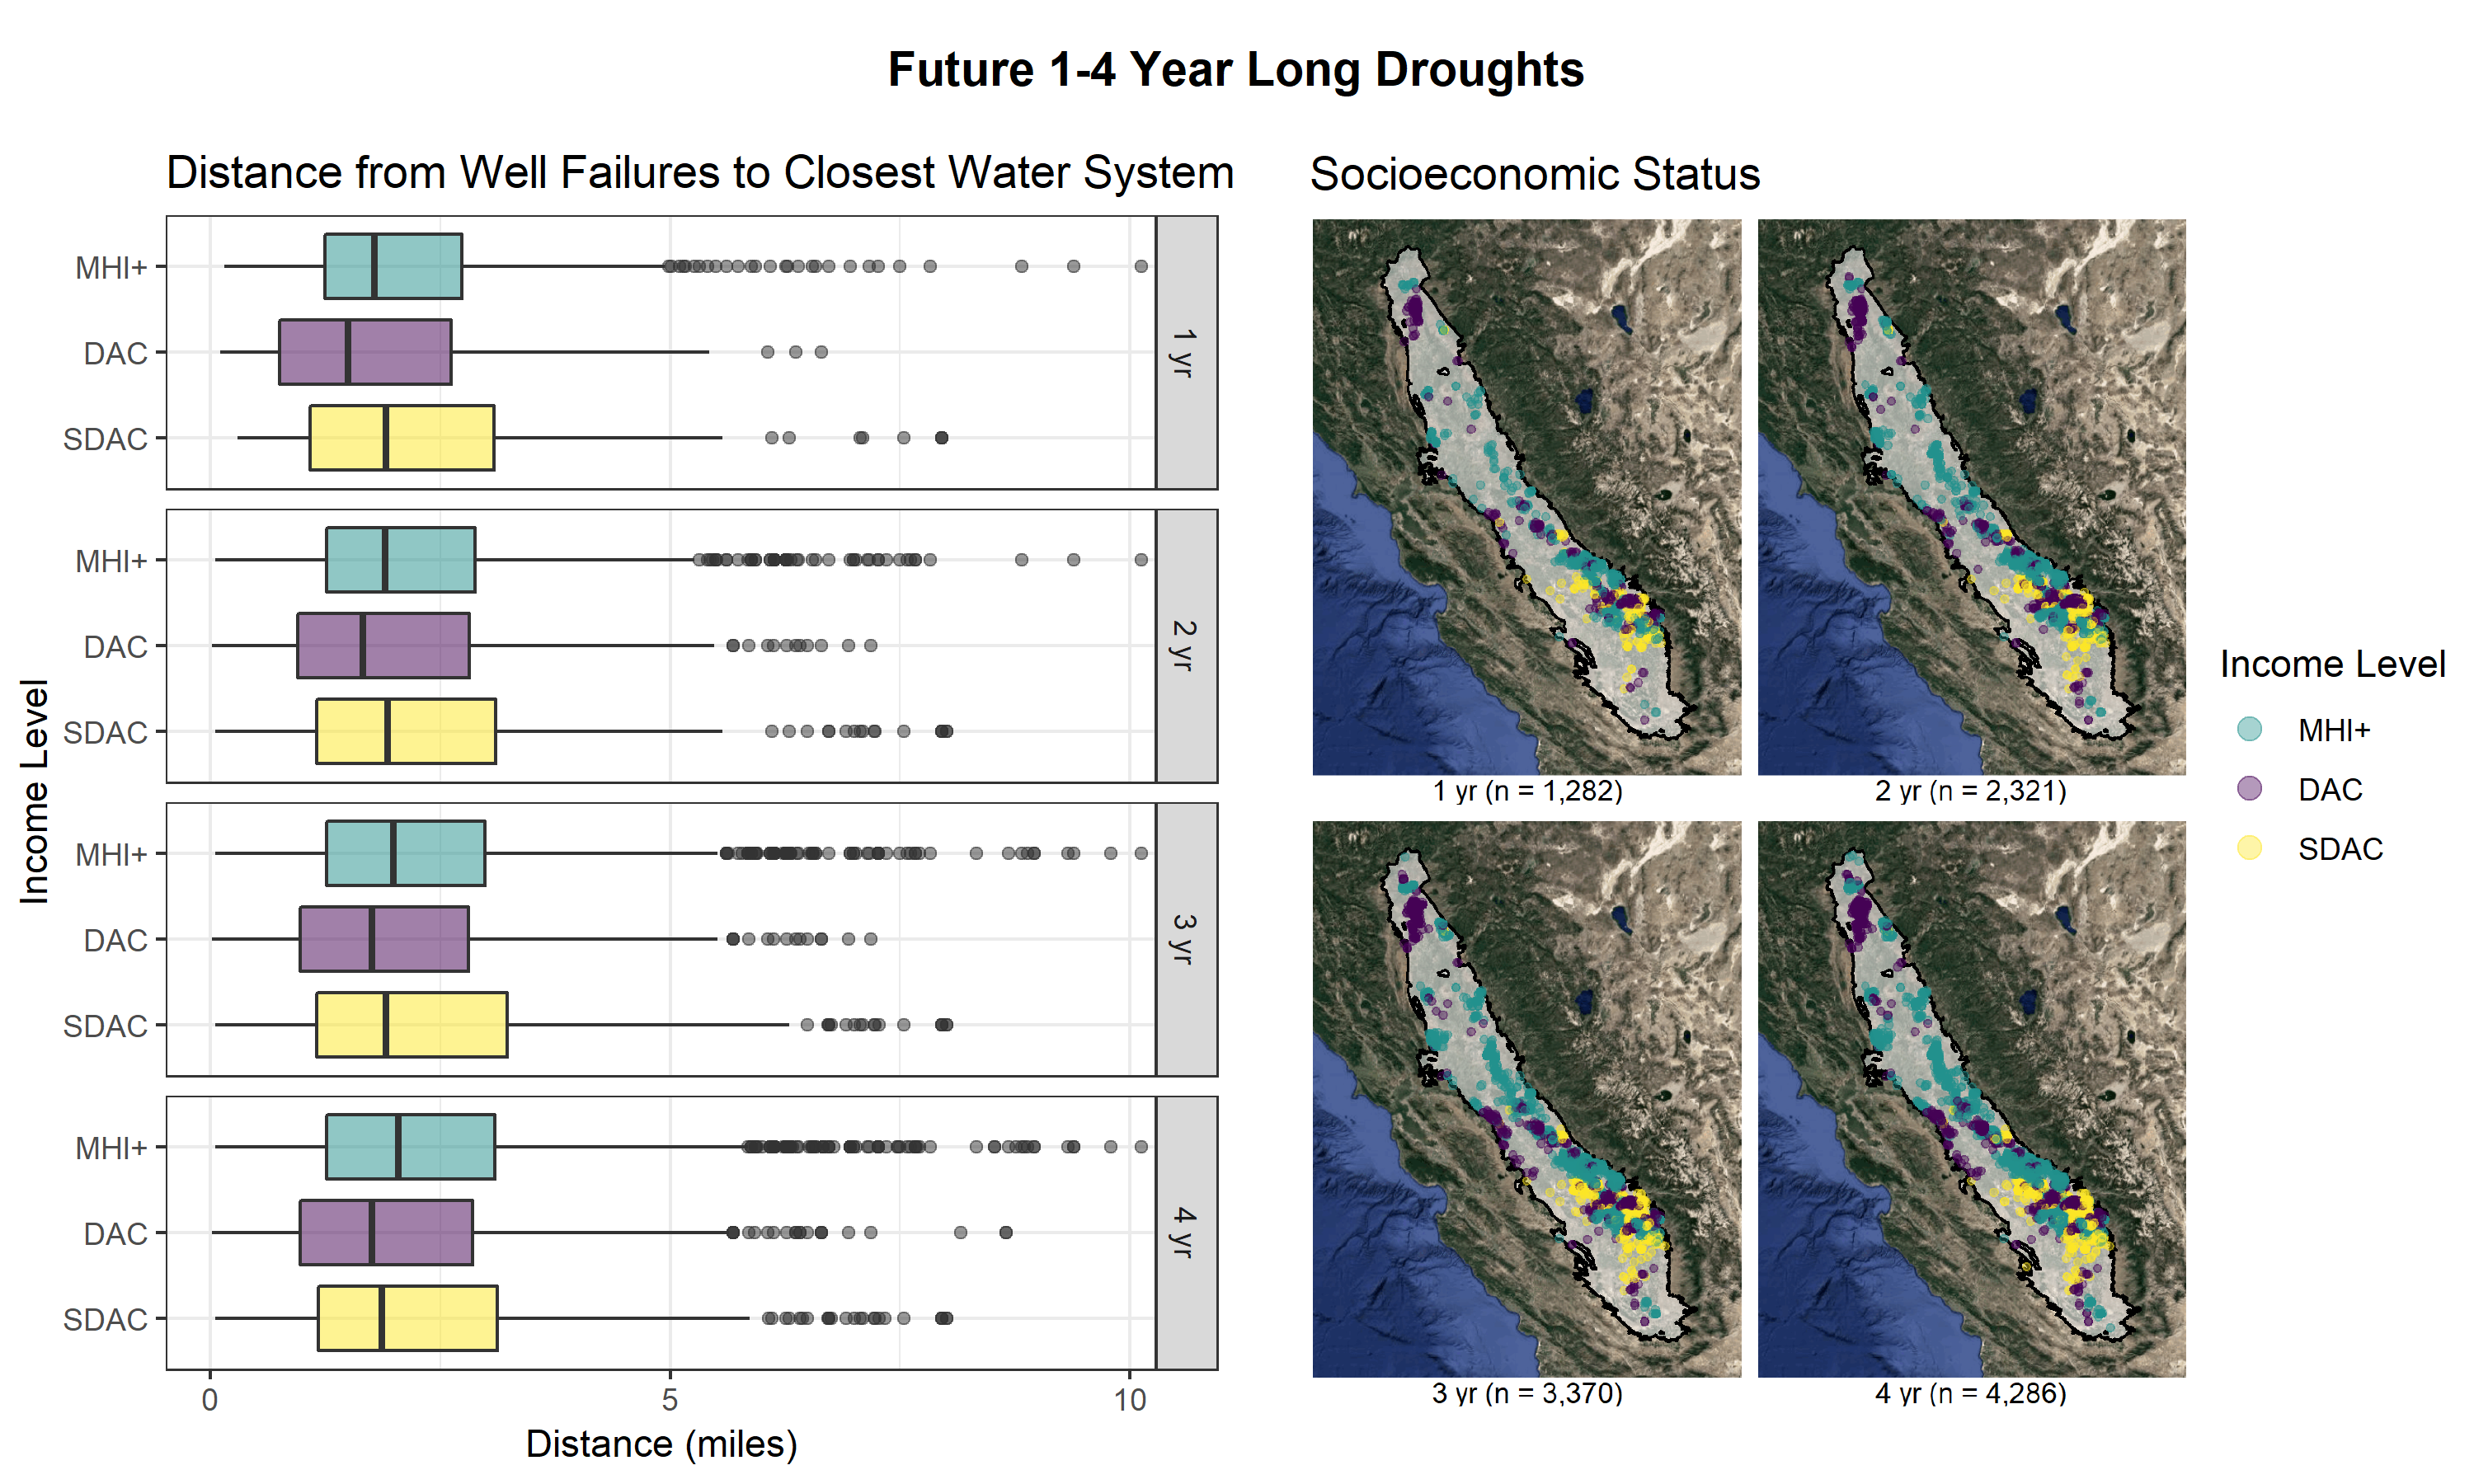 Future 1-4 Year Long Droughts
Distance from Well Failures to Closest Water System
Income Level
MHI+
DAC
SDAC
1 yr
MHI+
DAC
SDAC
2 yr
MHI+
DAC
SDAC
3 yr
MHI+
DAC
SDAC
4 yr
0 5 10
Distance (miles)
Socioeconomic Status
1 yr (n = 1,282)
2 yr (n = 2,321)
3 yr (n = 3,370)
4 yr (n = 4,286)
Income Level
MHI+
DAC
SDAC